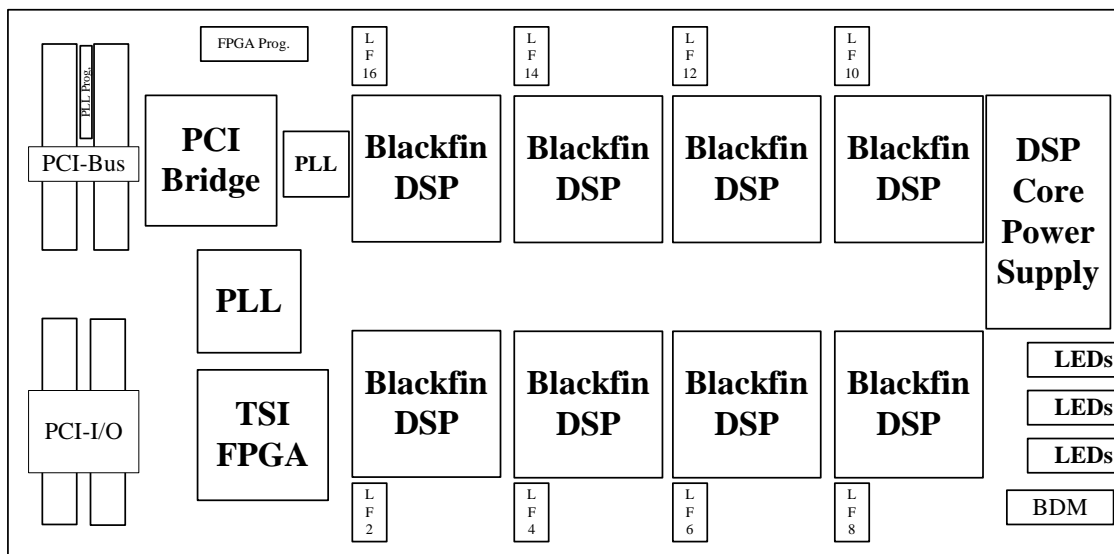 FPGA Prog.
L
F
16
L
F
14
L
F
12
L
F
10
PLL Prog.
PCI-Bus
PCI
Bridge
PLL
Blackfin
DSP
Blackfin
DSP
Blackfin
DSP
Blackfin
DSP
DSP
Core
Power
Supply
PLL
PCI-I/O
TSI
FPGA
Blackfin
DSP
Blackfin
DSP
Blackfin
DSP
Blackfin
DSP
LEDs
LEDs
LEDs
L
F
2
L
F
4
L
F
6
L
F
8
BDM